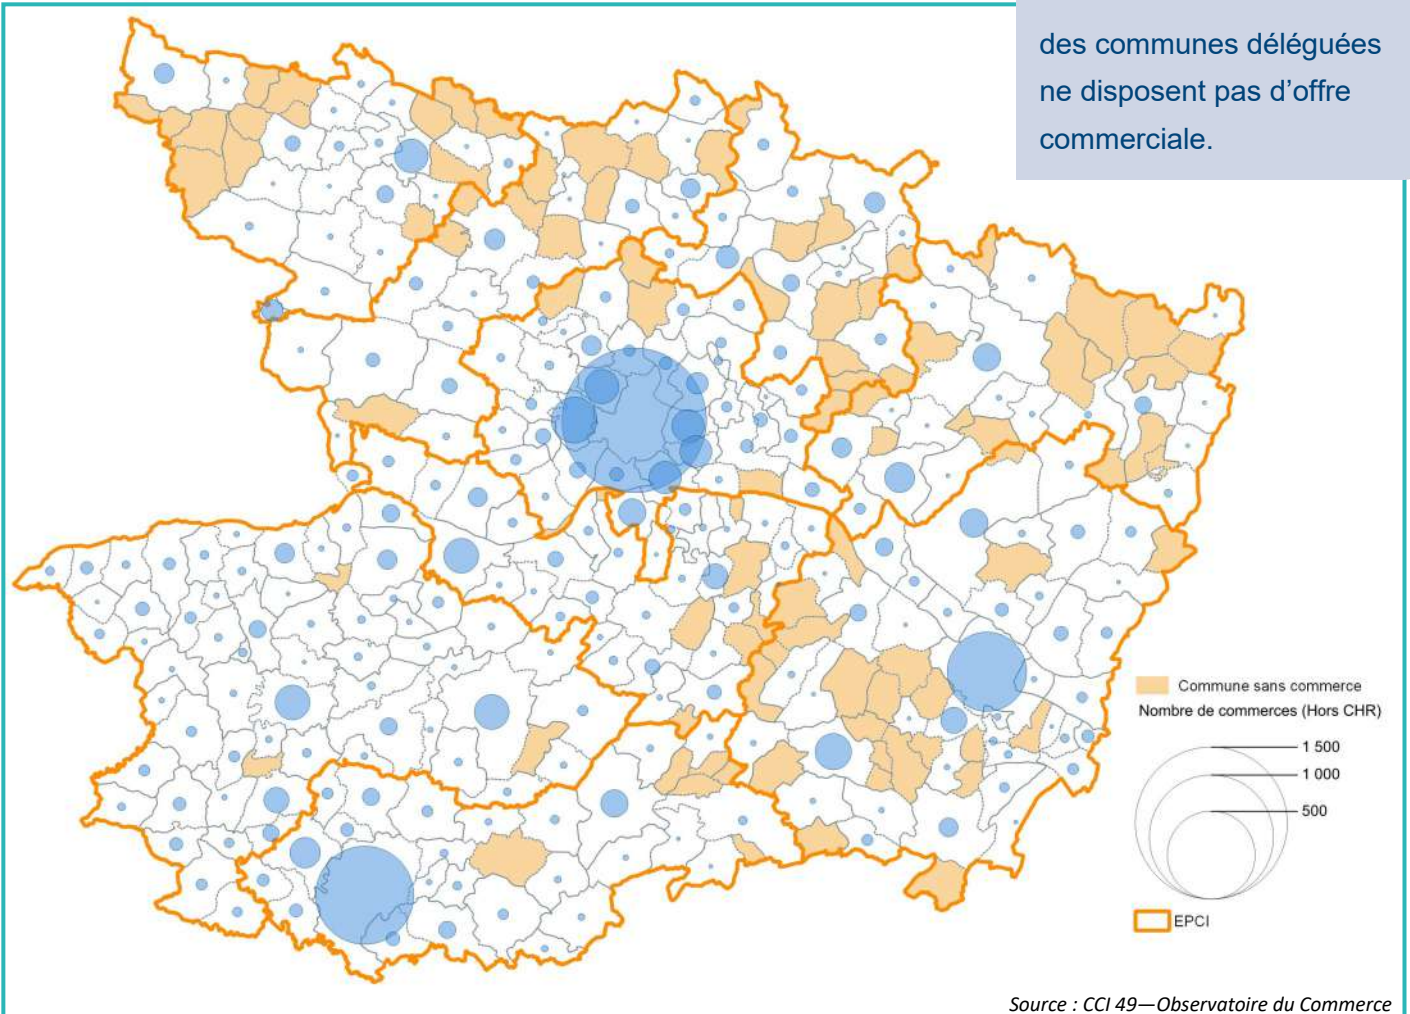 des communes déléguées
ne disposent pas d’offre
commerciale.
Commune sans commerce
Nombre de commerces (Hors CHR)
1 500
1 000
500
EPCI
Source : CCI 49—Observatoire du Commerce